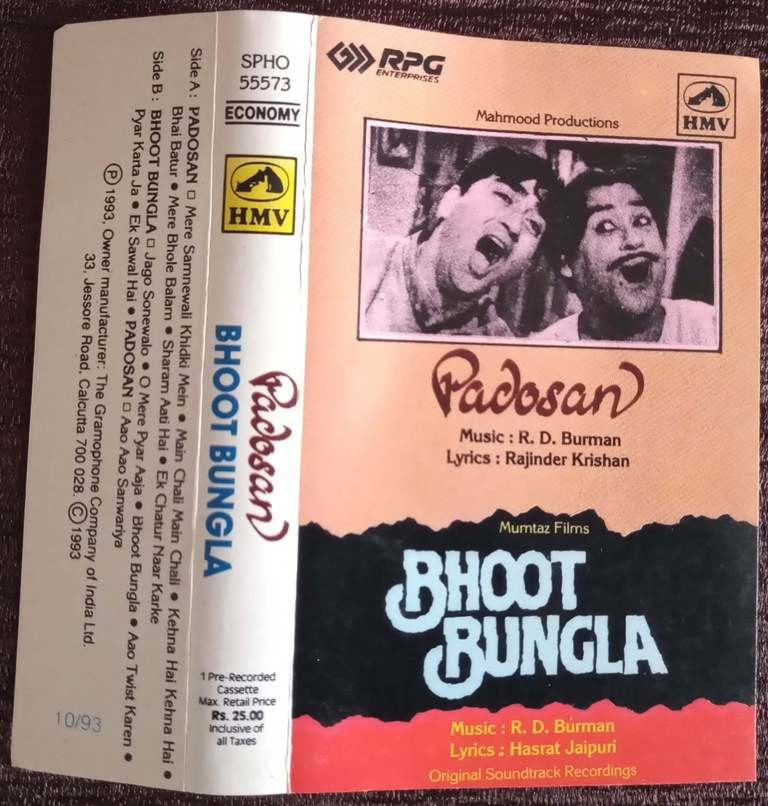 Side A : PADOSAN □ Mere Samnewali Khidki Mein ● Main Chali Main Chali ● Kehna Hai Kehna Hai ●
Bhai Batur ● Mere Bhole Balam ● Sharam Aati Hai ● Ek Chatur Naar Karke
Side B : BHOOT BUNGLA □ Jago Sonewalo ● O Mere Pyar Aaja ● Bhoot Bungla ● Aao Twist Karen ●
Pyar Karta Ja ● Ek Sawal Hai ● PADOSAN □ Aao Aao Sanwariya
Ⓟ 1993, Owner manufacturer: The Gramophone Company of India Ltd.
33, Jessore Road, Calcutta 700 028. Ⓒ 1993
10/93
SPHO
55573
ECONOMY
HMV
Padosan
BHOOT BUNGLA
1 Pre-Recorded
Cassette
Max. Retail Price
Rs. 25.00
Inclusive of
all Taxes
RPG
ENTERPRISES
HMV
Mahmood Productions
Padosan
Music : R. D. Burman
Lyrics : Rajinder Krishan
Mumtaz Films
BHOOT
BUNGLA
Music : R. D. Burman
Lyrics : Hasrat Jaipuri
Original Soundtrack Recordings